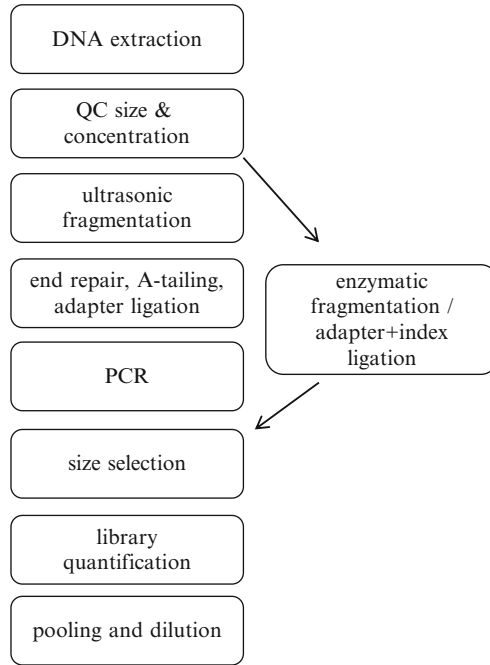 DNA extraction
QC size &
concentration
ultrasonic
fragmentation
end repair, A-tailing,
adapter ligation
enzymatic
fragmentation /
adapter+index
ligation
PCR
size selection
library
quantification
pooling and dilution